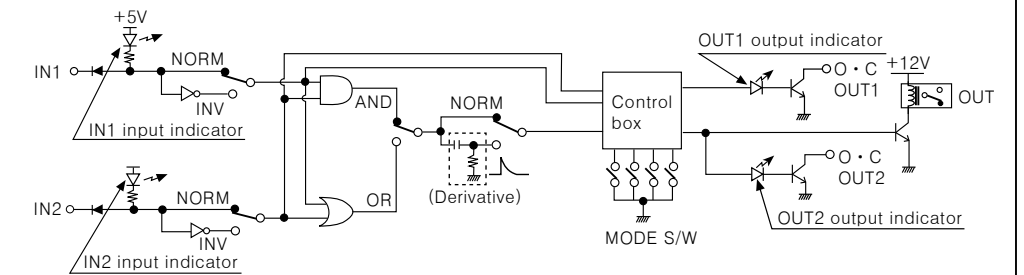 +5V
IN1
NORM
INV
IN1 input indicator
IN2
NORM
INV
IN2 input indicator
AND
OR
NORM
(Derivative)
Control
box
MODE S/W
OUT1 output indicator
O・C
OUT1
+12V
OUT
O・C
OUT2
OUT2 output indicator